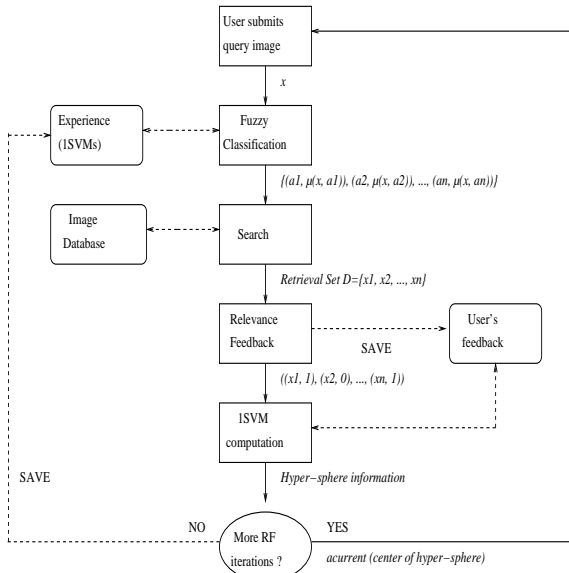 User submits
query image
x
Experience
(1SVMs)
Fuzzy
Classification
{(a1, μ(x, a1)), (a2, μ(x, a2)), ..., (an, μ(x, an))}
Image
Database
Search
Retrieval Set D={x1, x2, ..., xn}
Relevance
Feedback
SAVE
User's
feedback
((x1, 1), (x2, 0), ..., (xn, 1))
1SVM
computation
Hyper−sphere information
SAVE
NO
YES
More RF
iterations ?
acurrent (center of hyper−sphere)